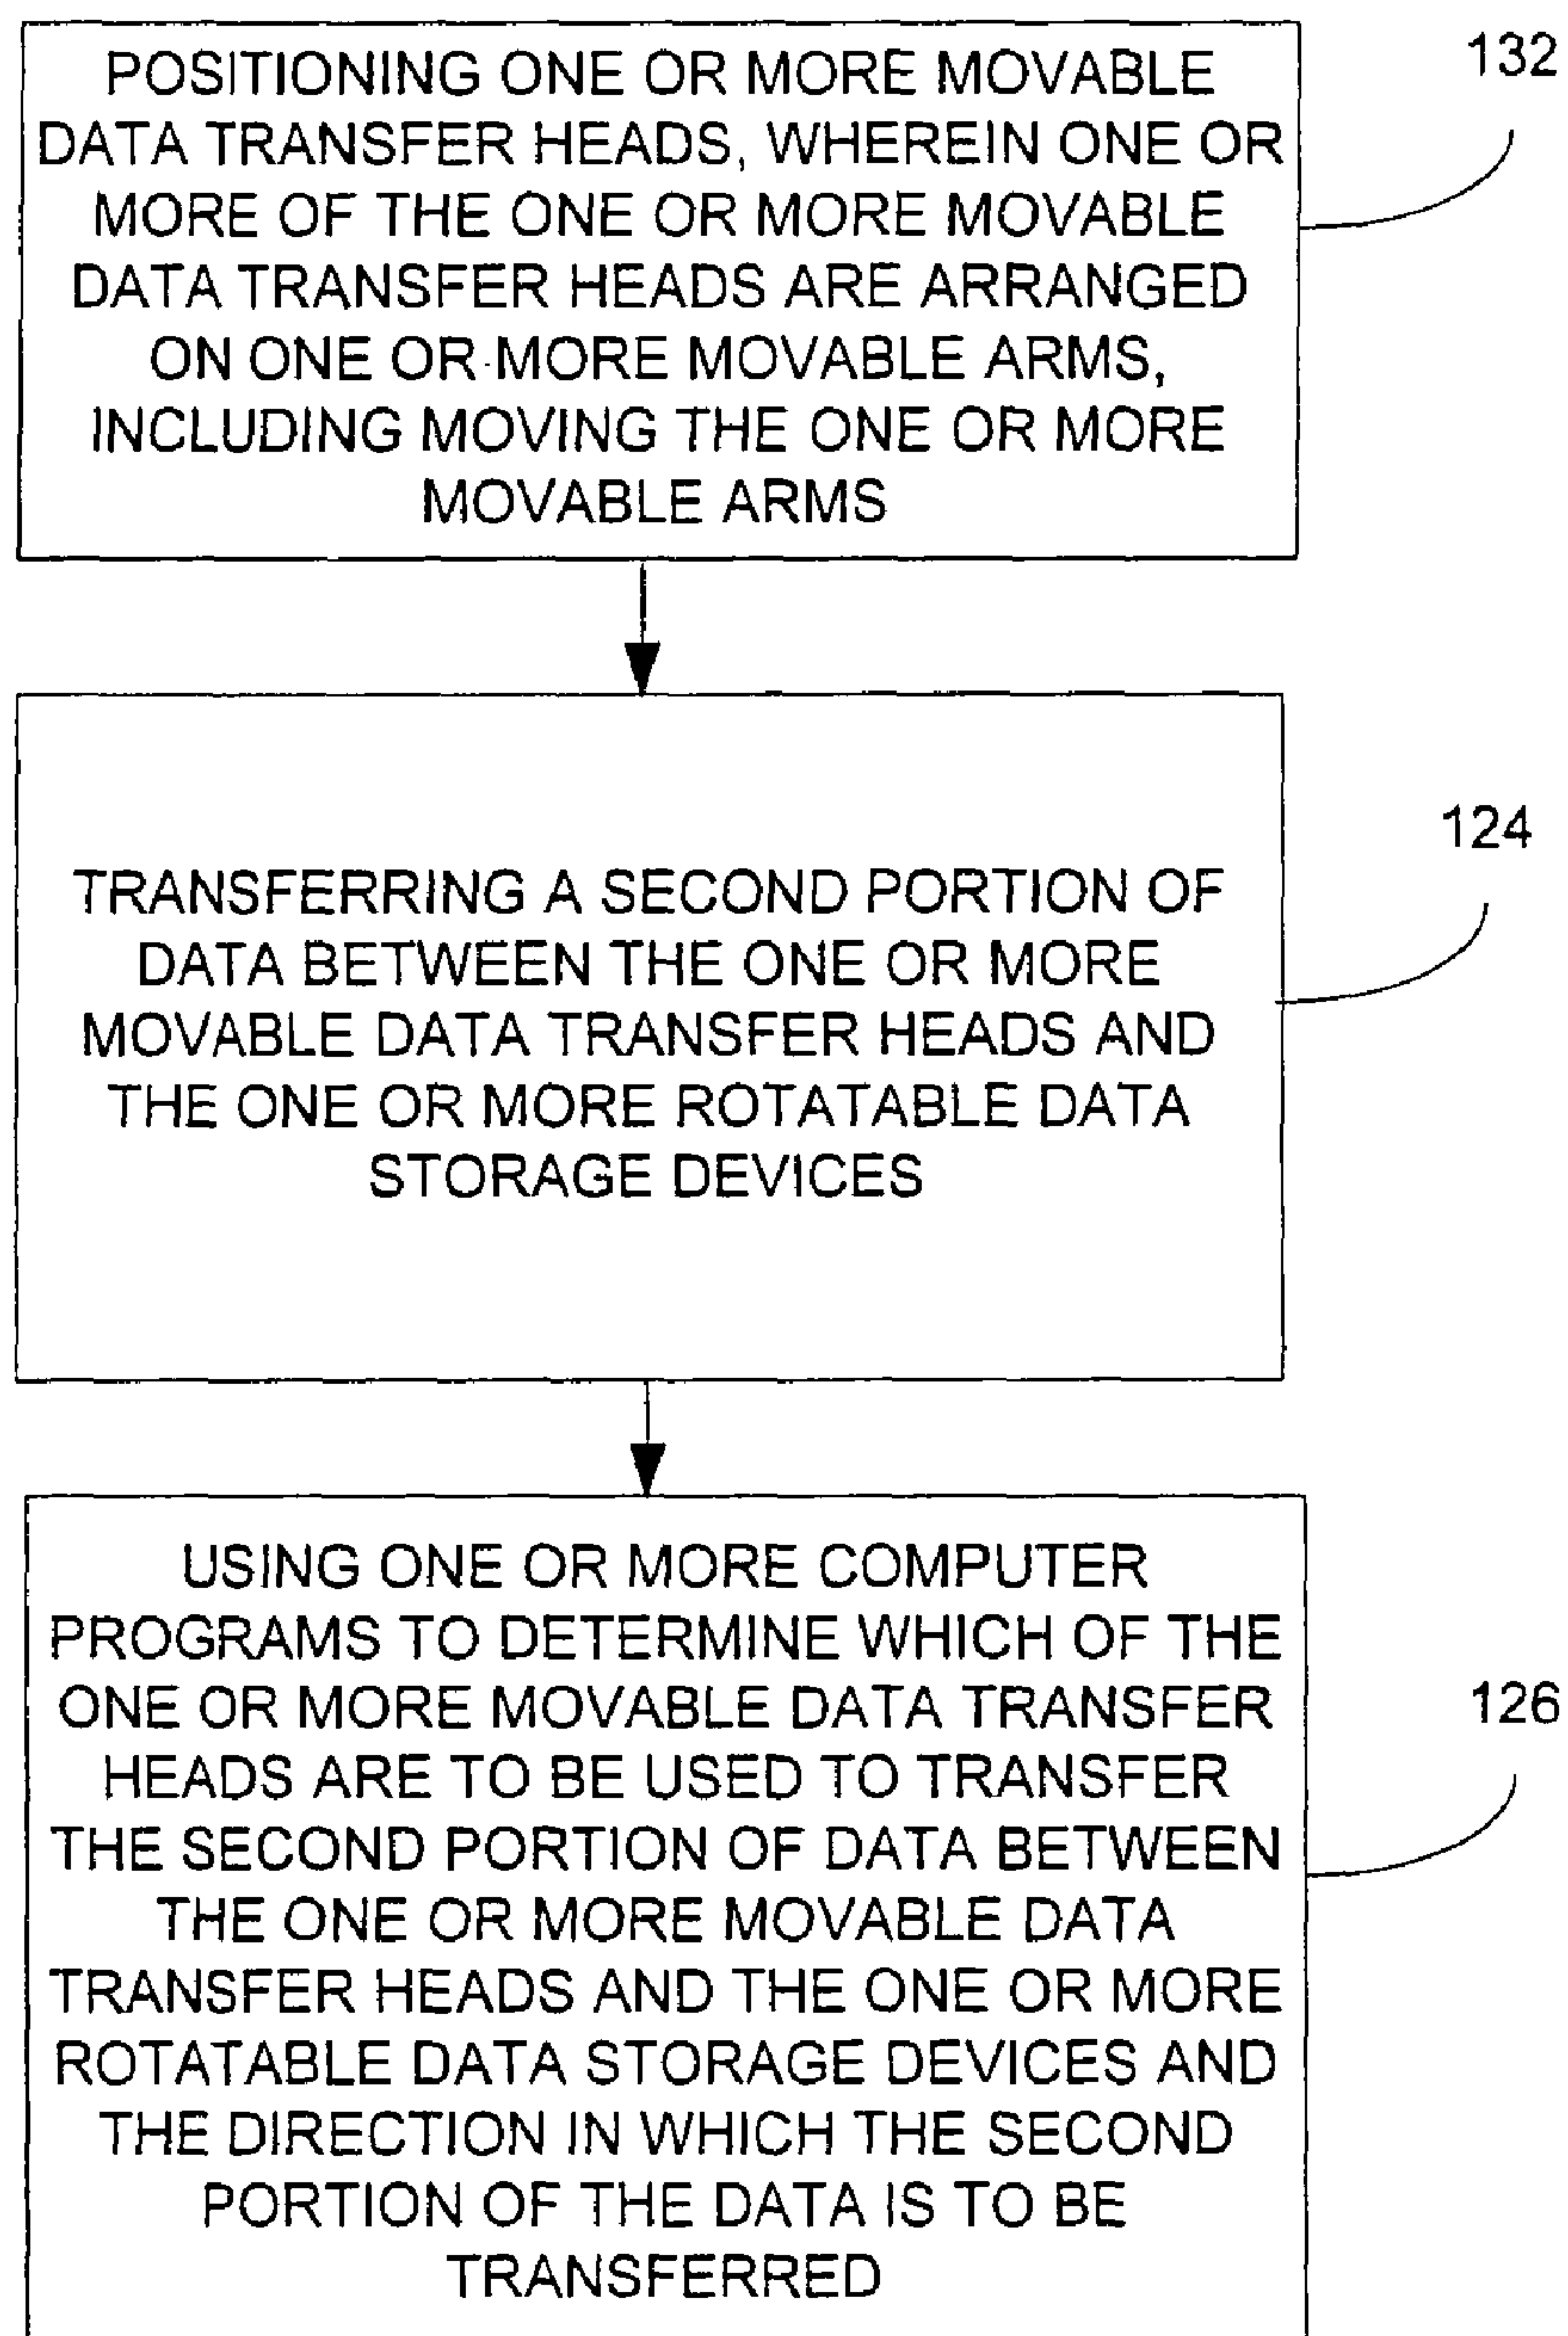 POSITIONING ONE OR MORE MOVABLE
DATA TRANSFER HEADS, WHEREIN ONE OR
MORE OF THE ONE OR MORE MOVABLE
DATA TRANSFER HEADS ARE ARRANGED
ON ONE OR MORE MOVABLE ARMS,
INCLUDING MOVING THE ONE OR MORE
MOVABLE ARMS
132
TRANSFERRING A SECOND PORTION OF
DATA BETWEEN THE ONE OR MORE
MOVABLE DATA TRANSFER HEADS AND
THE ONE OR MORE ROTATABLE DATA
STORAGE DEVICES
124
USING ONE OR MORE COMPUTER
PROGRAMS TO DETERMINE WHICH OF THE
ONE OR MORE MOVABLE DATA TRANSFER
HEADS ARE TO BE USED TO TRANSFER
THE SECOND PORTION OF DATA BETWEEN
THE ONE OR MORE MOVABLE DATA
TRANSFER HEADS AND THE ONE OR MORE
ROTATABLE DATA STORAGE DEVICES AND
THE DIRECTION IN WHICH THE SECOND
PORTION OF THE DATA IS TO BE
TRANSFERRED
126